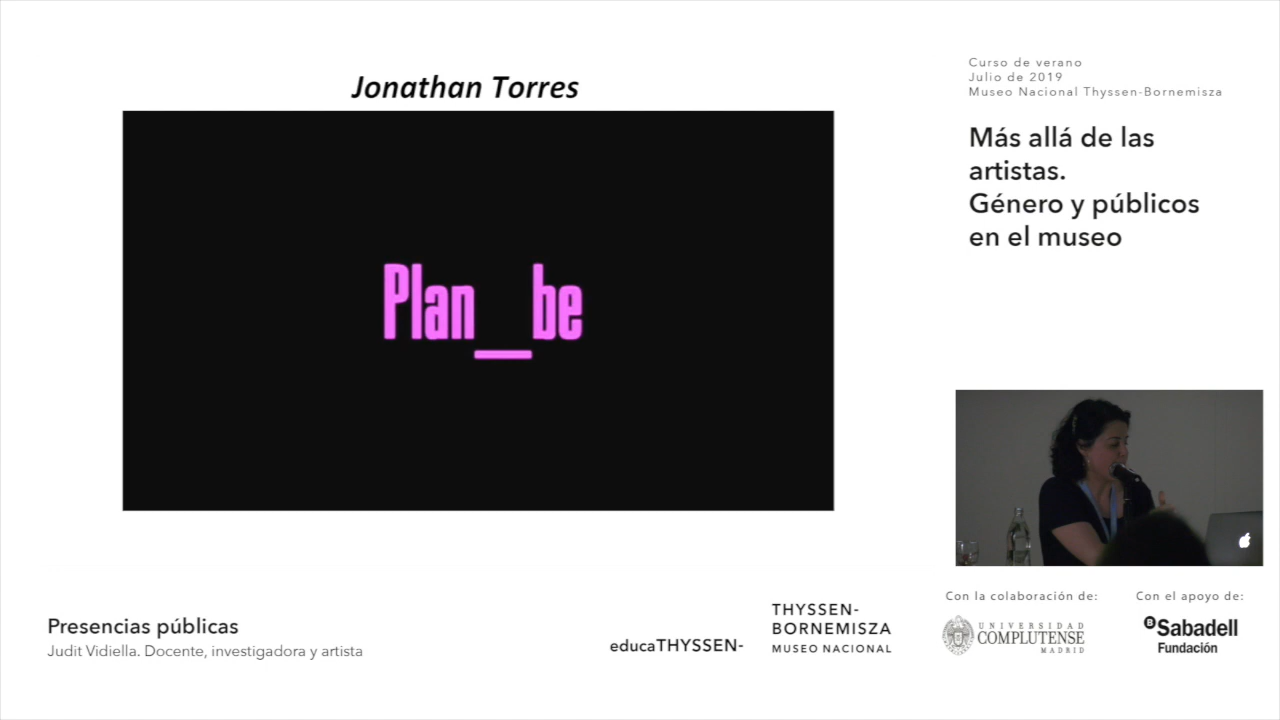 Jonathan Torres
Plan__be
Curso de verano
Julio de 2019
Museo Nacional Thyssen-Bornemisza
Más allá de las
artistas.
Género y públicos
en el museo
Presencias públicas
Judit Vidiella. Docente, investigadora y artista
educaTHYSSEN-
THYSSEN-
BORNEMISZA
MUSEO NACIONAL
Con la colaboración de:
UNIVERSIDAD
COMPLUTENSE
MADRID
Con el apoyo de:
B Sabadell
Fundación